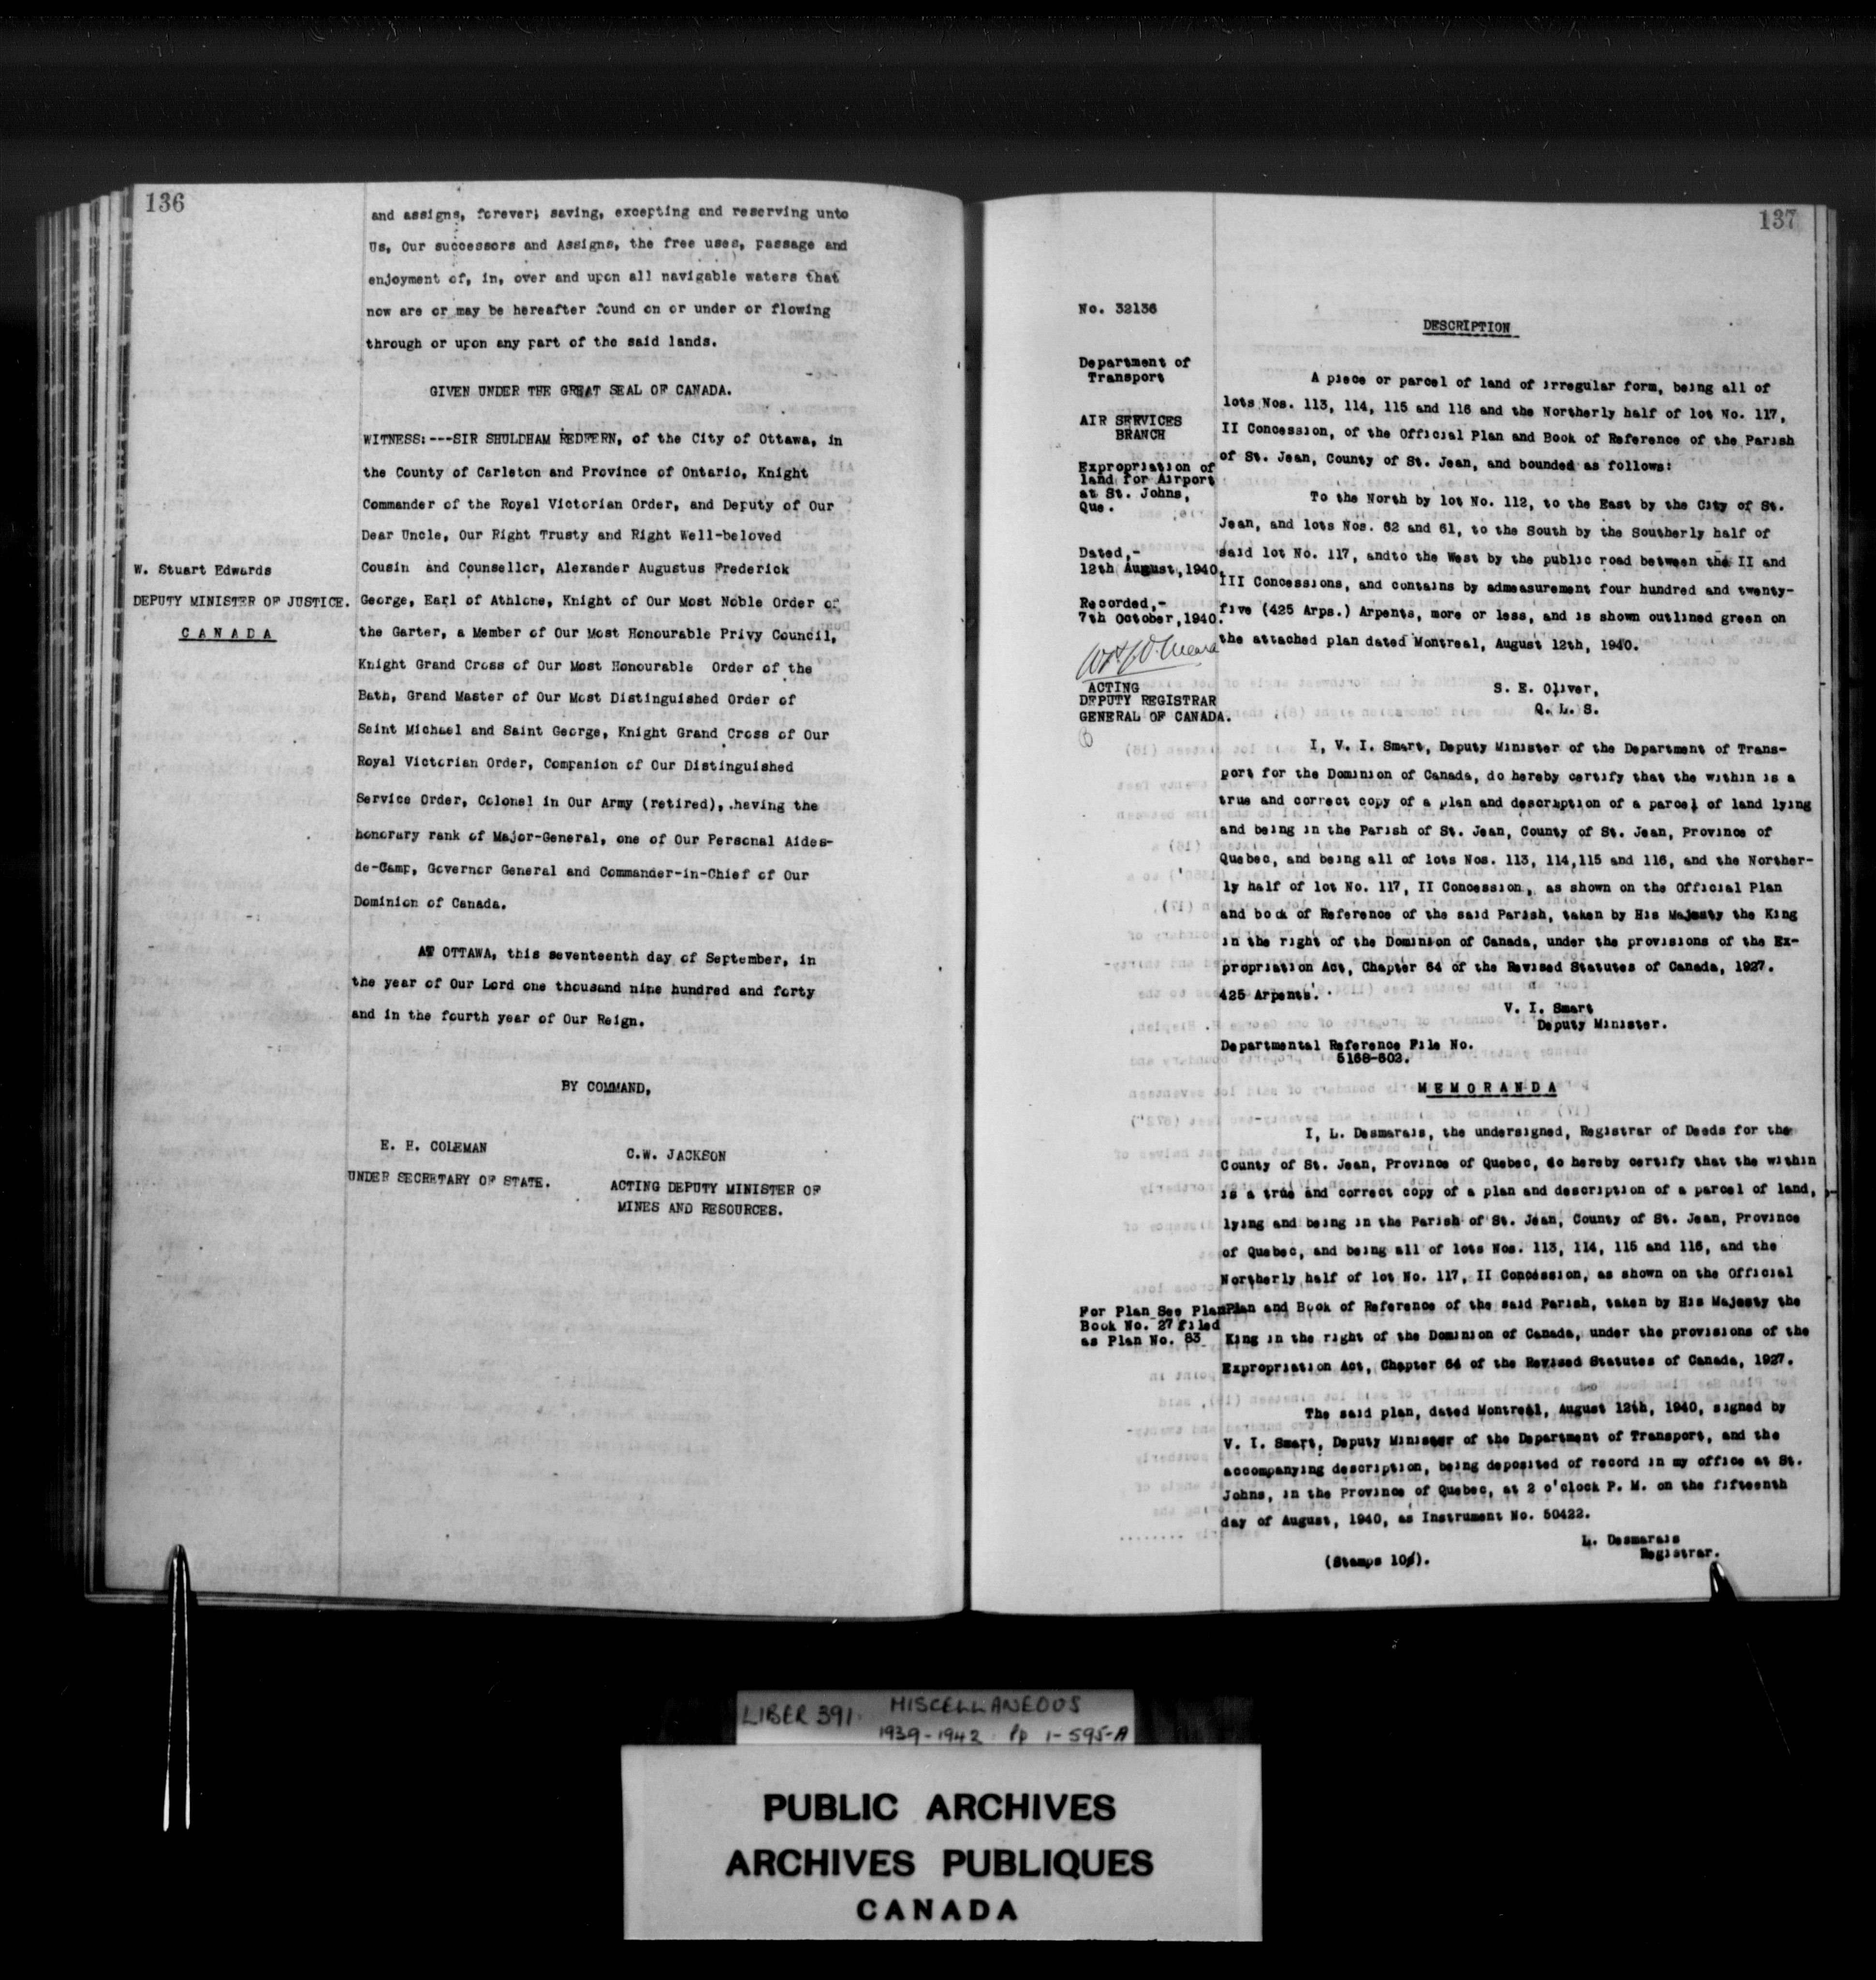 136
and assigns, forever; saving, excepting and reserving unto
Us, Our successors and Assigns, the free uses, passage and
enjoyment of, in, over and upon all navigable waters that
now are or may be hereafter found on or under or flowing
through or upon any part of the said lands.
GIVEN UNDER THE GREAT SEAL OF CANADA.
WITNESS:---SIR SHULDHAM REDFERN, of the City of Ottawa, in
the County of Carleton and Province of Ontario, Knight
Commander of the Royal Victorian Order, and Deputy of Our
Dear Uncle, Our Right Trusty and Right Well-beloved
Cousin and Counsellor, Alexander Augustus Frederick
George, Earl of Athlone, Knight of Our Most Noble Order of
the Garter, a Member of Our Most Honourable Privy Council,
Knight Grand Cross of Our Most Honourable Order of the
Bath, Grand Master of Our Most Distinguished Order of
Saint Michael and Saint George, Knight Grand Cross of Our
Royal Victorian Order, Companion of Our Distinguished
Service Order, Colonel in Our Army (retired), having the
honorary rank of Major-General, one of Our Personal Aides-
de-Camp, Governor General and Commander-in-Chief of Our
Dominion of Canada.
W. Stuart Edwards
DEPUTY MINISTER OF JUSTICE.
CANADA
AT OTTAWA, this seventeenth day of September, in
the year of Our Lord one thousand nine hundred and forty
and in the fourth year of Our Reign.
BY COMMAND,
E. H. COLEMAN
UNDER SECRETARY OF STATE.
C.W. JACKSON
ACTING DEPUTY MINISTER OF
MINES AND RESOURCES.
137
No. 32136
Department of
Transport
AIR SERVICES
BRANCH
Expropriation of
land for Airport
at St. Johns,
Que.
Dated,-
12th August,1940.
Recorded,-
7th October,1940.
ACTING
DEPUTY REGISTRAR
GENERAL OF CANADA.
DESCRIPTION
A piece or parcel of land of irregular form, being all of
lots Nos. 113, 114, 115 and 116 and the Northerly half of lot No. 117,
II Concession, of the Official Plan and Book of Reference of the Parish
of St. Jean, County of St. Jean, and bounded as follows:
To the North by lot No. 112, to the East by the City of St.
Jean, and lots Nos. 62 and 61, to the South by the Southerly half of
said lot No. 117, andto the West by the public road between the II and
III Concessions, and contains by admeasurement four hundred and twenty-
five (425 Arps.) Arpents, more or less, and is shown outlined green on
the attached plan dated Montreal, August 12th, 1940.
S. E. Oliver,
Q. L. S.
I, V. I. Smart, Deputy Minister of the Department of Trans-
port for the Dominion of Canada, do hereby certify that the within is a
true and correct copy of a plan and description of a parcel of land lying
and being in the Parish of St. Jean, County of St. Jean, Province of
Quebec, and being all of lots Nos. 113, 114,115 and 116, and the Norther-
ly half of lot No. 117, II Concession, as shown on the Official Plan
and book of Reference of the said Parish, taken by His Majesty the King
in the right of the Dominion of Canada, under the provisions of the Ex-
propriation Act, Chapter 64 of the Revised Statutes of Canada, 1927.
425 Arpents.
V. I. Smart
Deputy Minister.
Departmental Reference File No.
5168-802.
MEMORANDA
I, L. Desmarais, the undersigned, Registrar of Deeds for the
County of St. Jean, Province of Quebec, do hereby certify that the within
is a true and correct copy of a plan and description of a parcel of land,
lying and being in the Parish of St. Jean, County of St. Jean, Province
of Quebec, and being all of lots Nos. 113, 114, 115 and 116, and the
Northerly half of lot No. 117, II Concession, as shown on the Official
Plan and Book of Reference of the said Parish, taken by His Majesty the
King in the right of the Dominion of Canada, under the provisions of the
Expropriation Act, Chapter 64 of the Revised Statutes of Canada, 1927.
For Plan See Plan
Book No. 27 filed
as Plan No. 83
The said plan, dated Montreal, August 12th, 1940, signed by
V. I. Smart, Deputy Minister of the Department of Transport, and the
accompanying description, being deposited of record in my office at St.
Johns, in the Province of Quebec, at 2 o'clock P. M. on the fifteenth
day of August, 1940, as Instrument No. 50422.
L. Desmarais
Registrar.
(Stamps 10¢).
LIBER 391 MISCELLANEOUS
1939-1942 Pp 1-595-A
PUBLIC ARCHIVES
ARCHIVES PUBLIQUES
CANADA